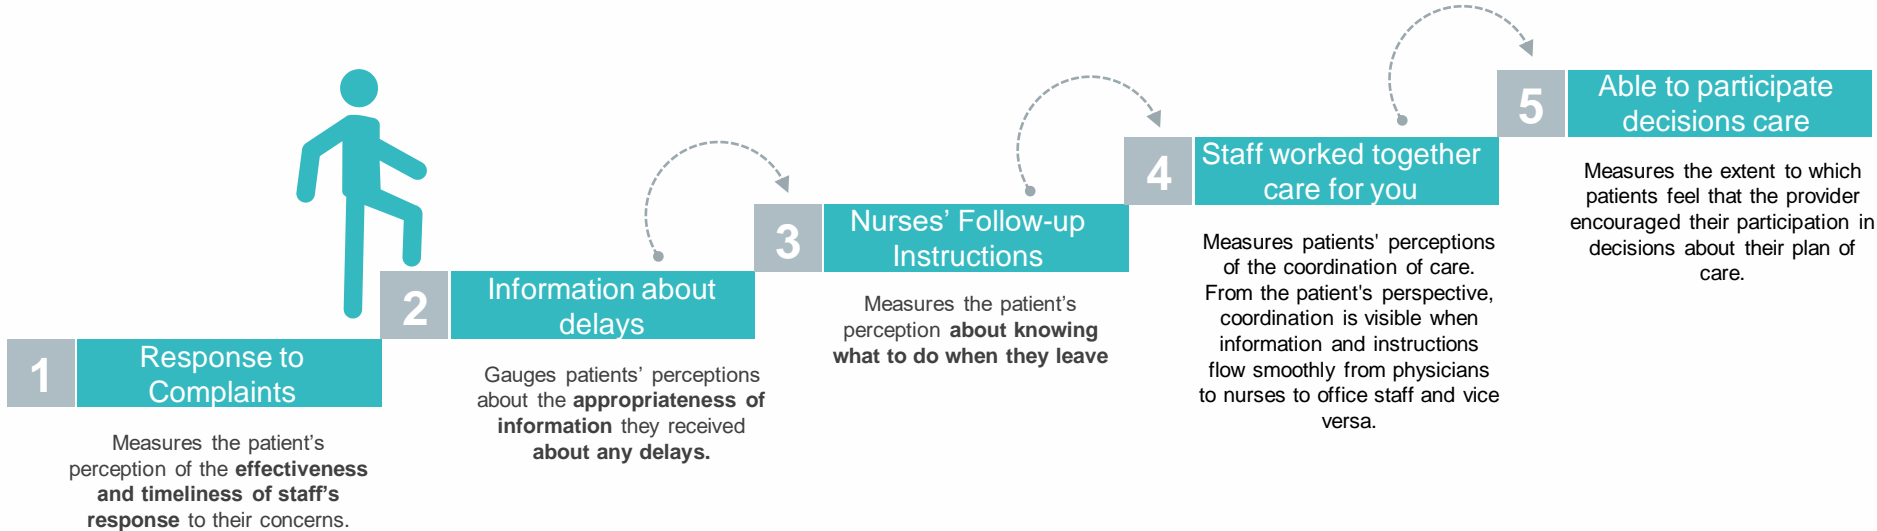 1
Response to
Complaints
Measures the patient’s
perception of the effectiveness
and timeliness of staff’s
response to their concerns.
2
Information about
delays
Gauges patients’ perceptions
about the appropriateness of
information they received
about any delays.
3
Nurses’ Follow-up
Instructions
Measures the patient’s
perception about knowing
what to do when they leave
4
Staff worked together
care for you
Measures patients' perceptions
of the coordination of care.
From the patient's perspective,
coordination is visible when
information and instructions
flow smoothly from physicians
to nurses to office staff and vice
versa.
5
Able to participate
decisions care
Measures the extent to which
patients feel that the provider
encouraged their participation in
decisions about their plan of
care.